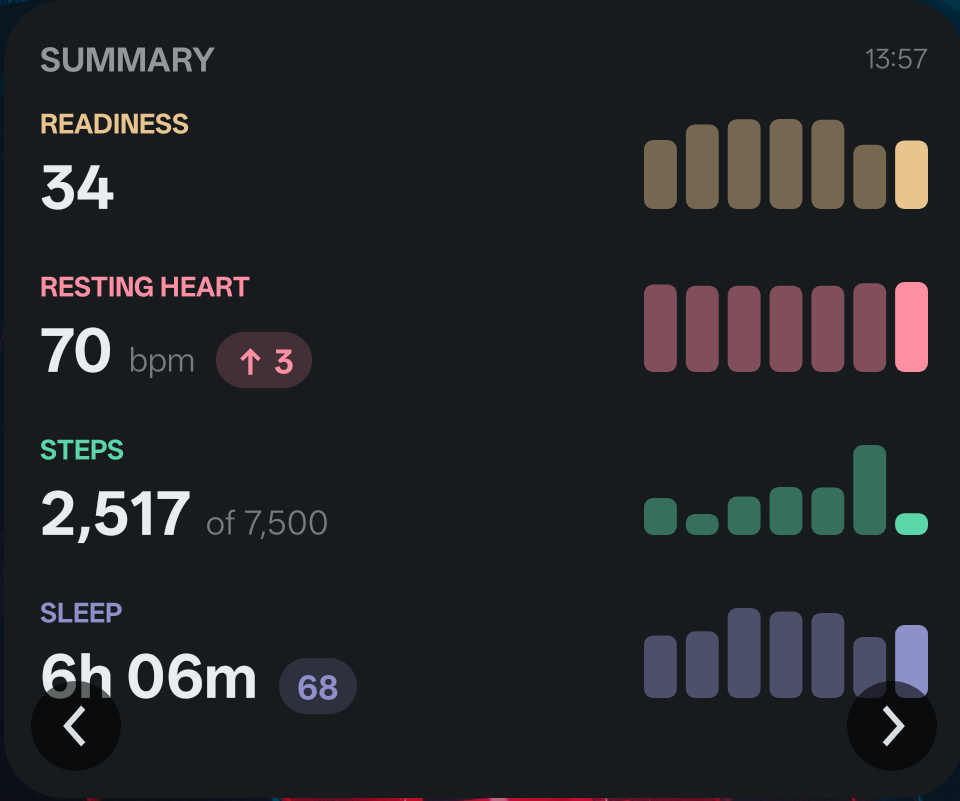 SUMMARY 13:57
READINESS
34
RESTING HEART
70 bpm ↑ 3
STEPS
2,517 of 7,500
SLEEP
6h 06m 68